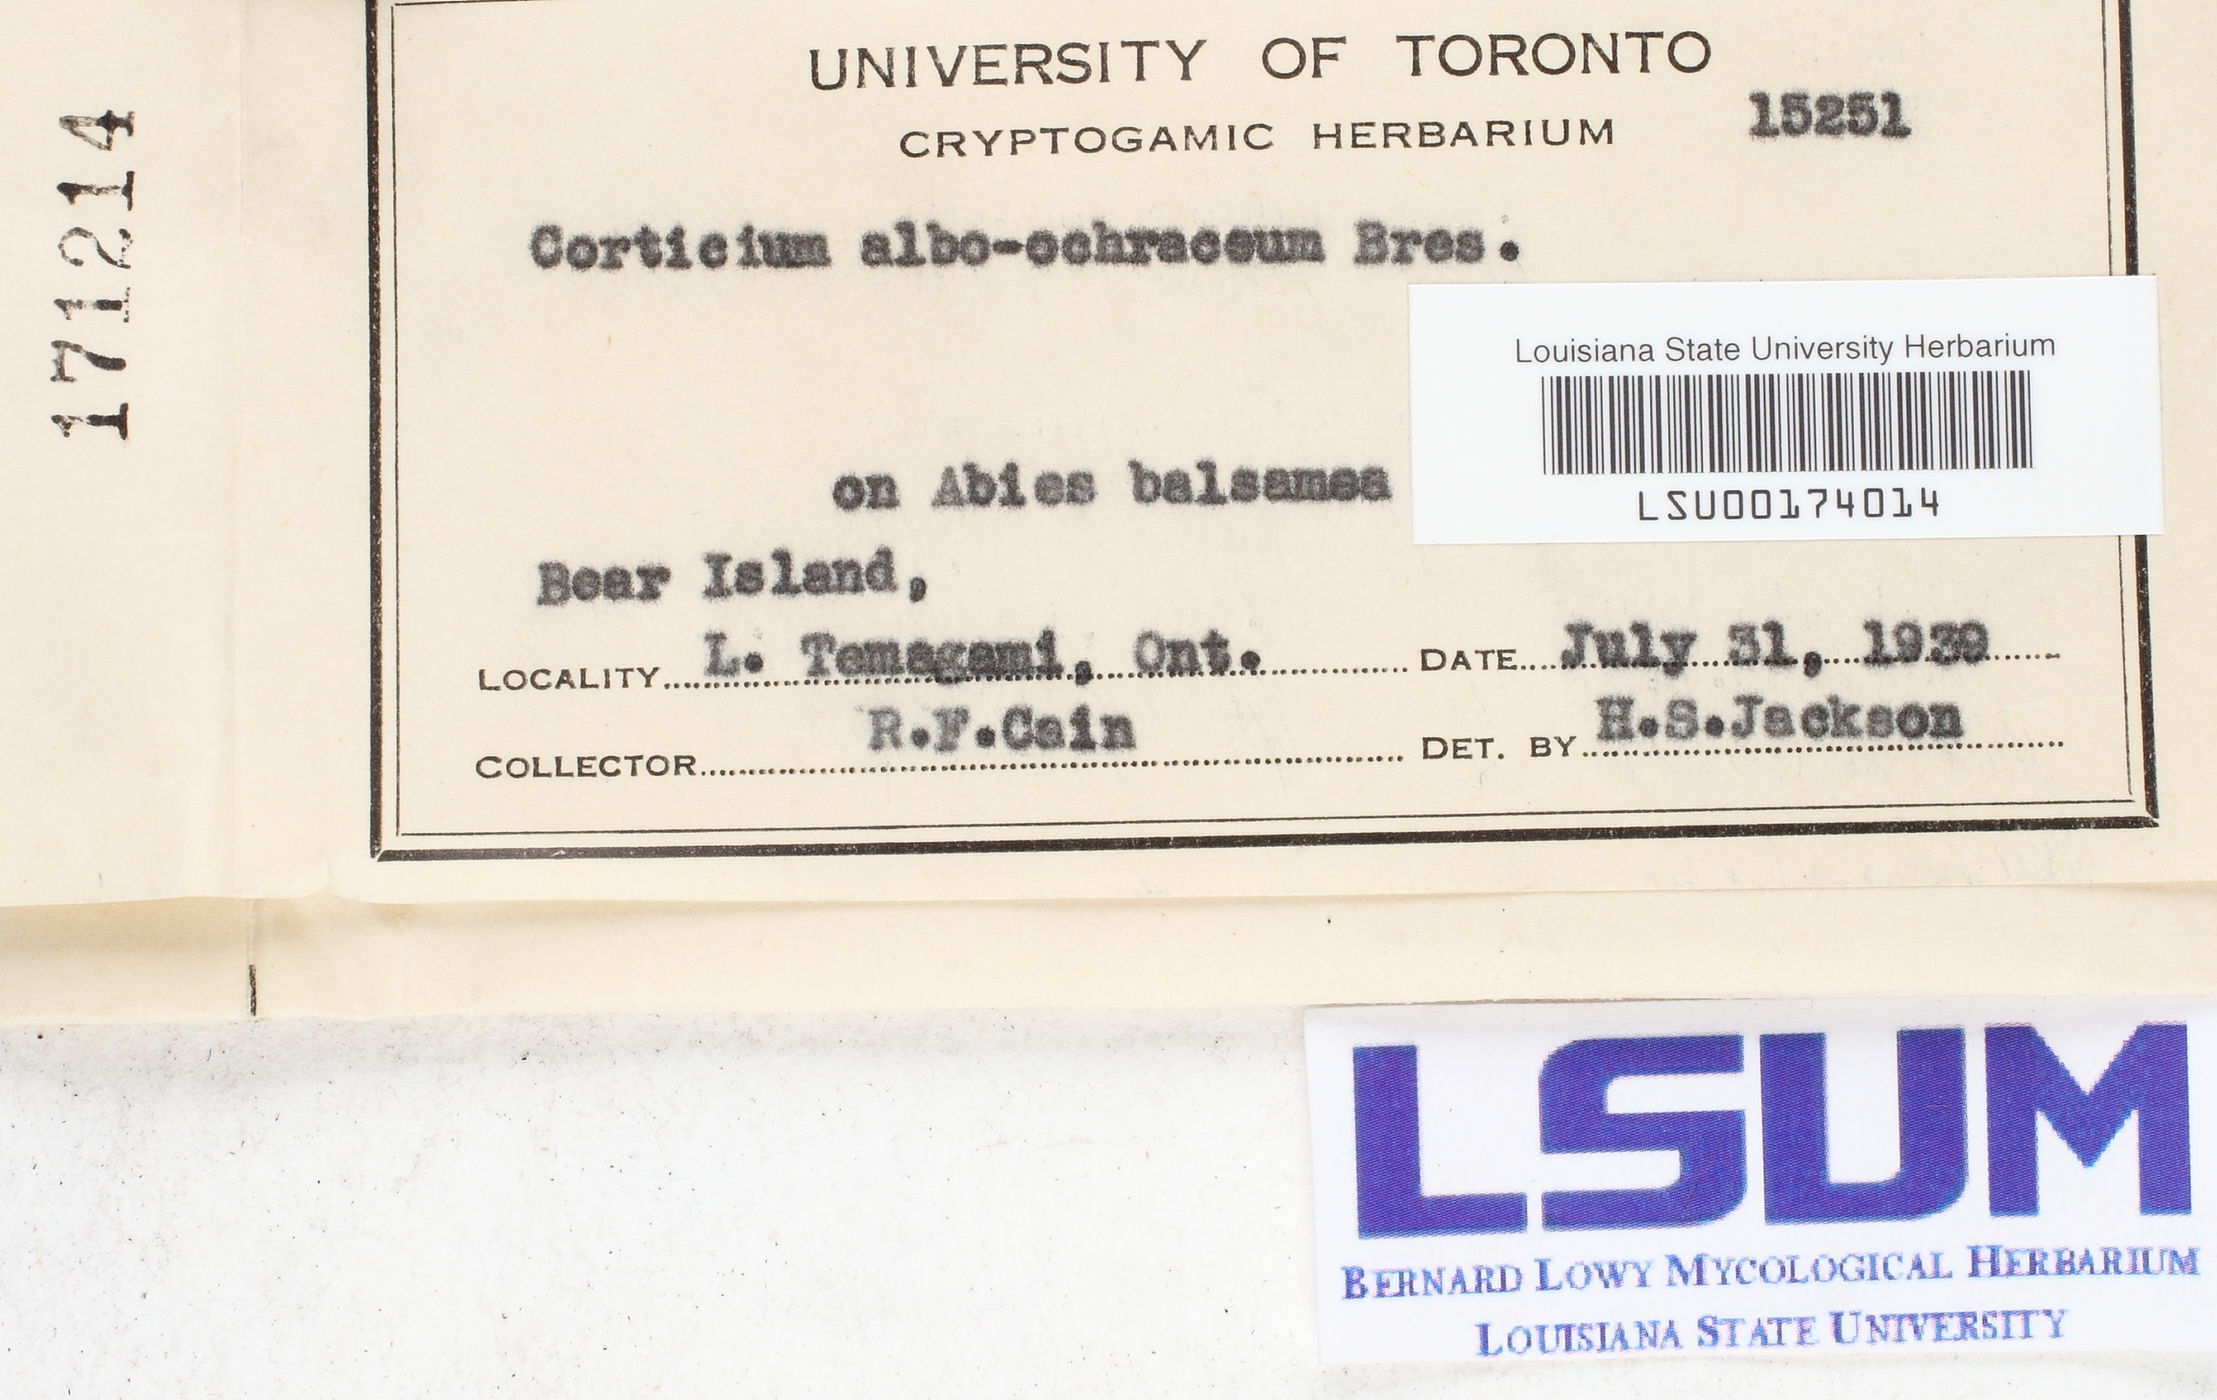 UNIVERSITY OF TORONTO
CRYPTOGAMIC HERBARIUM
15251
Corticium albo-ochraceum Bres.
Louisiana State University Herbarium
LSU00174014
on Abies balsamea
Bear Island,
LOCALITY L. Temagami, Ont. DATE July 31, 1939
COLLECTOR R.F.Cain DET. BY H.S.Jackson
171214
LSUM
BERNARD LOWY MYCOLOGICAL HERBARIUM
LOUISIANA STATE UNIVERSITY